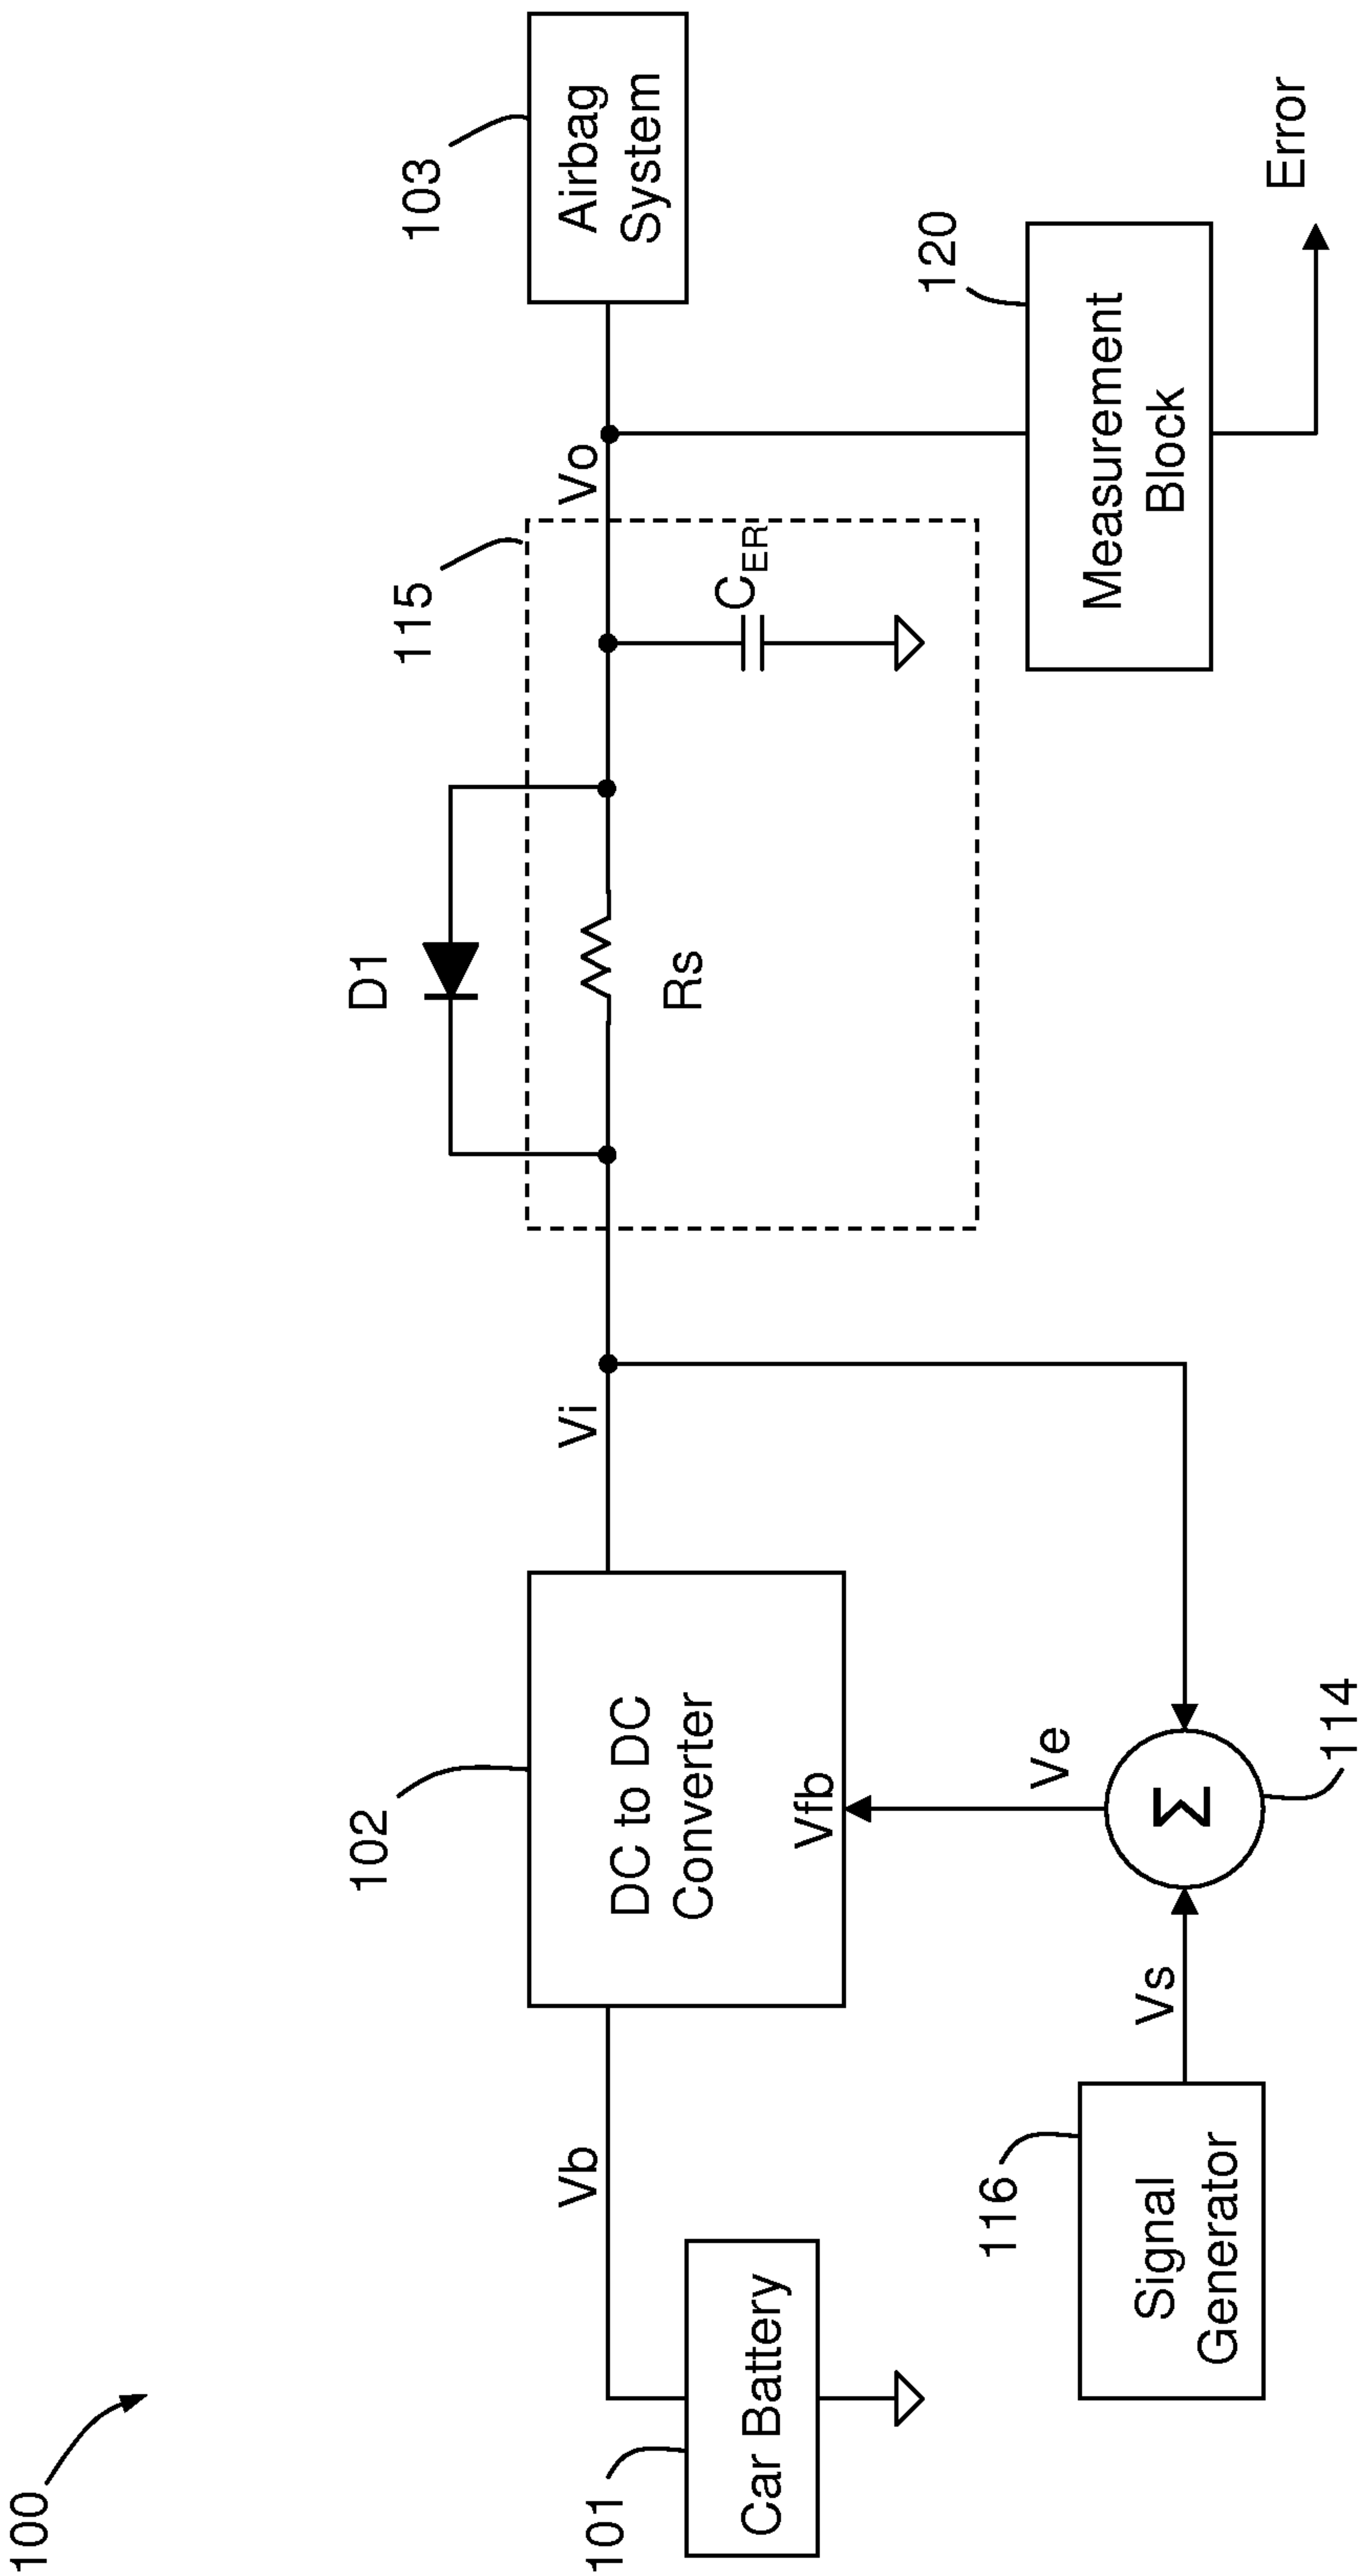 100
102
D1
115
103
101
Car Battery
Vb
DC to DC
Converter
Vfb
Vi
Rs
C_ER
Vo
Airbag
System
116
Signal
Generator
Vs
Σ
Ve
114
120
Measurement
Block
Error